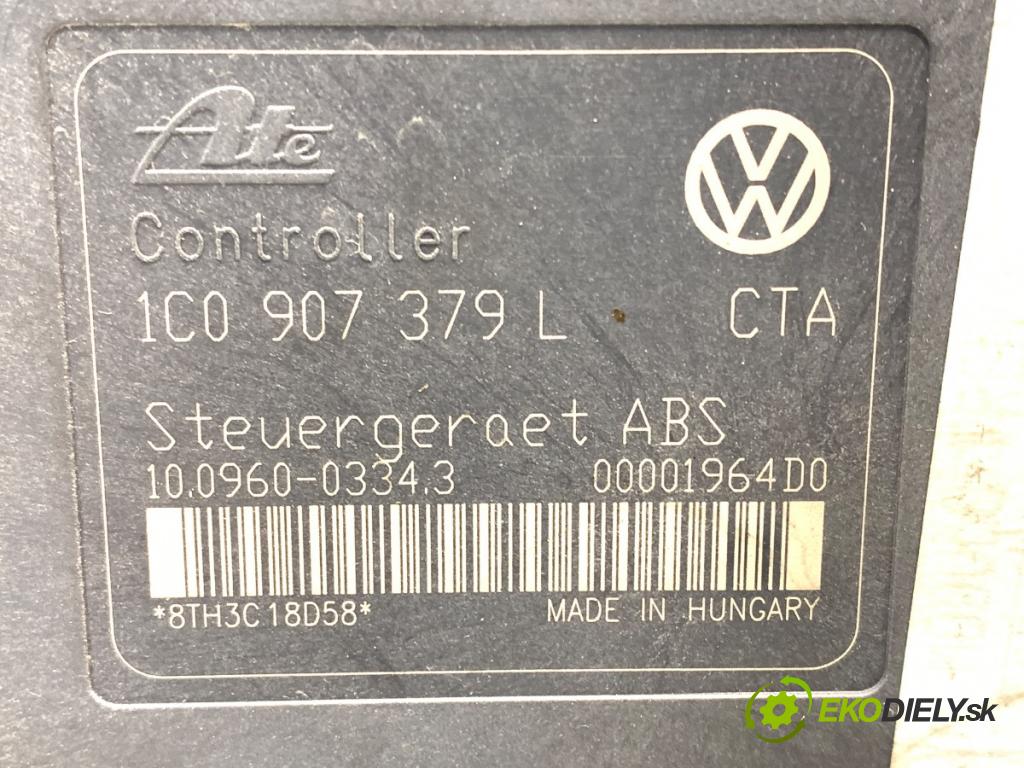 Ate
Controller
1C0 907 379 L CTA
Steuergeraet ABS
10.0960-0334.3 00001964D0
*8TH3C18D58* MADE IN HUNGARY
EKODIELY.sk